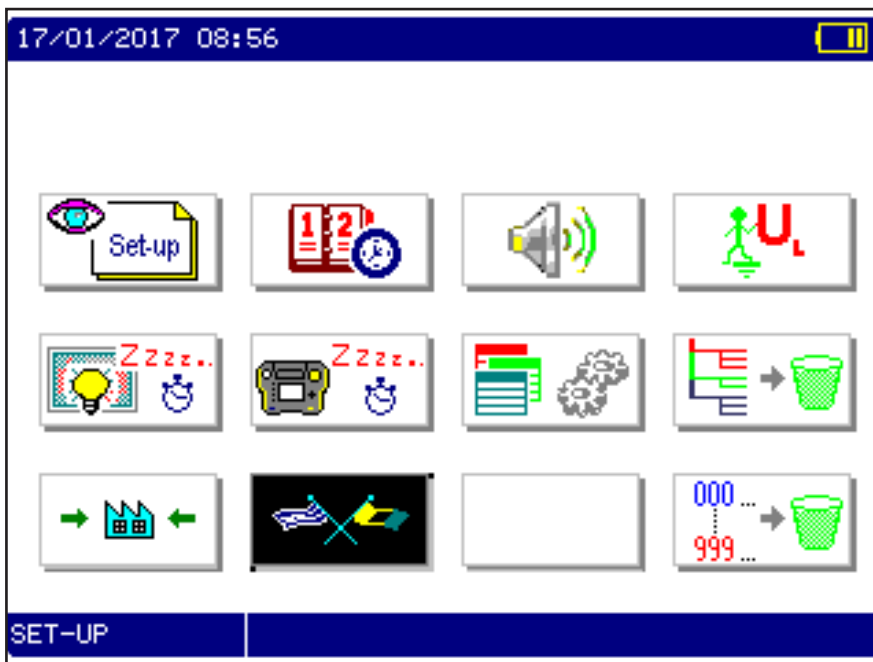 17/01/2017 08:56
Set-up
1 2
U L
Zzzz..
Zzzz..
000 ...
999 ...
SET-UP